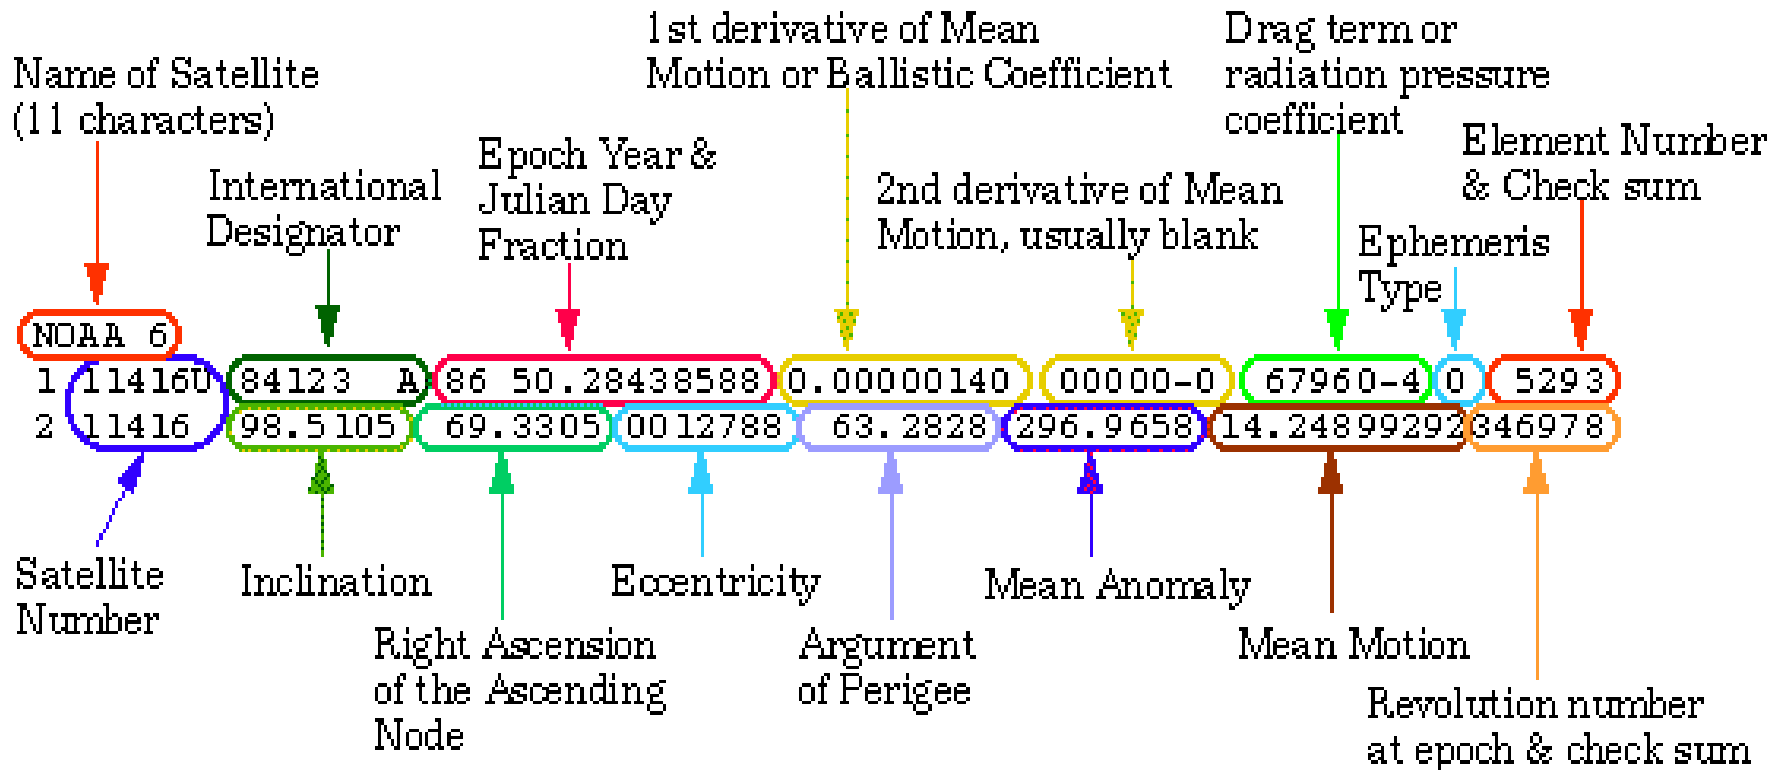 1st derivative of Mean
Motion or Ballistic Coefficient
Drag term or
radiation pressure
coefficient
Name of Satellite
(11 characters)
Element Number
& Check sum
Epoch Year &
Julian Day
Fraction
International
Designator
2nd derivative of Mean
Motion, usually blank
Ephemeris
Type
NOAA 6
1 114160 84123 A 86 50.28438588 0.00000140 00000-0 67960-4 0 5293
2 11416 98.5105 69.3305 0012788 63.2828 296.9658 14.24899292 346978
Satellite
Number
Inclination
Right Ascension
of the Ascending
Node
Eccentricity
Argument
of Perigee
Mean Anomaly
Mean Motion
Revolution number
at epoch & check sum